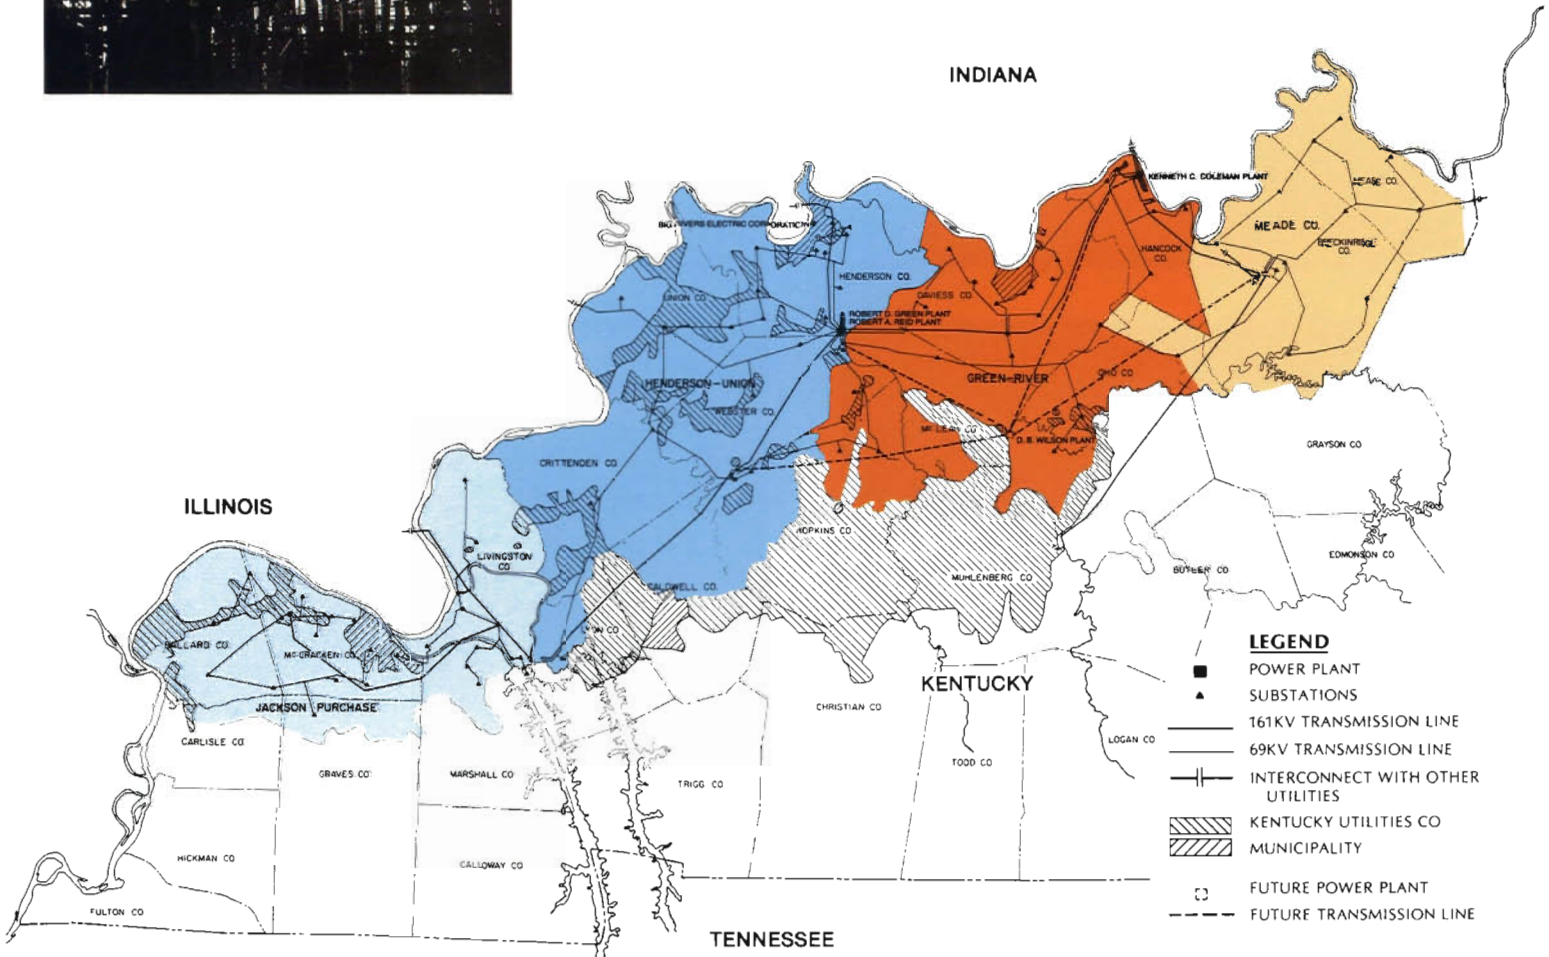 INDIANA
KENNETH C. COLEMAN PLANT
MEADE CO.
MEADE CO.
BRECKINRIDGE
CO.
HANCOCK
CO.
BIG RIVERS ELECTRIC CORPORATION
HENDERSON CO.
UNION CO.
DAVIESS CO.
ROBERT D. GREEN PLANT
ROBERT A. REID PLANT
HENDERSON-UNION
GREEN-RIVER
OHIO CO
WEBSTER CO.
McLEAN CO
D. B. WILSON PLANT
GRAYSON CO
CRITTENDEN CO.
ILLINOIS
HOPKINS CO
LIVINGSTON
CO
EDMONSON CO
BUTLER CO
MUHLENBERG CO
CALDWELL CO.
LYON CO
BALLARD CO.
McCRACKEN CO
KENTUCKY
JACKSON PURCHASE
CHRISTIAN CO
CARLISLE CO.
LOGAN CO
TODD CO
GRAVES CO
MARSHALL CO
TRIGG CO
HICKMAN CO
CALLOWAY CO
FULTON CO
TENNESSEE
LEGEND
POWER PLANT
SUBSTATIONS
161KV TRANSMISSION LINE
69KV TRANSMISSION LINE
INTERCONNECT WITH OTHER
UTILITIES
KENTUCKY UTILITIES CO
MUNICIPALITY
FUTURE POWER PLANT
FUTURE TRANSMISSION LINE